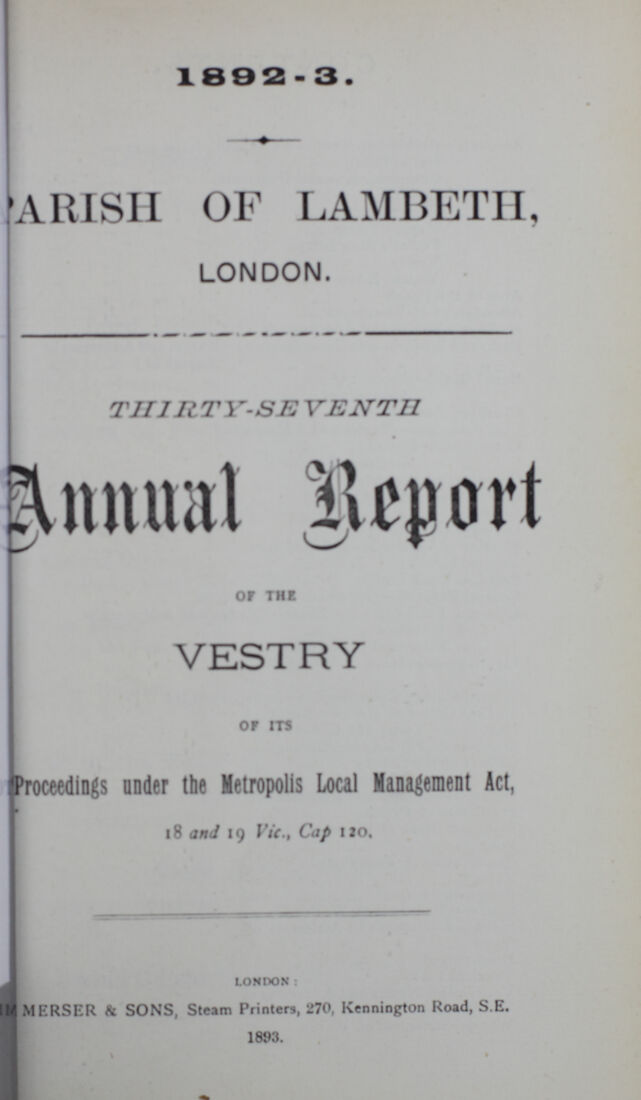 1892-3.
PARISH OF LAMBETH,
LONDON.
THIRTY-SEVENTH
Annual Report
OF THE
VESTRY
OF ITS
Proceedings under the Metropolis Local Management Act,
18 and 19 Vic., Cap 120.
LONDON:
MERSER & SONS, Steam Printers, 270, Kennington Road, S.E.
1893.